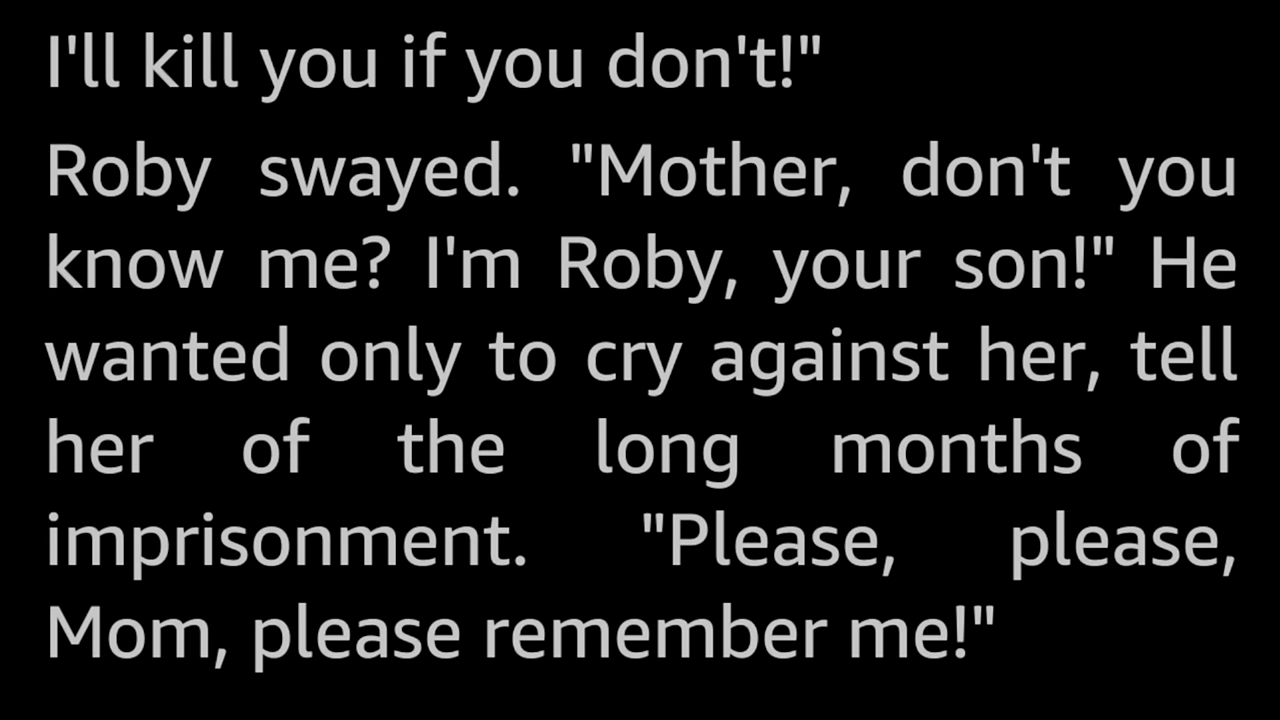 I'll kill you if you don't!"
Roby swayed. "Mother, don't you
know me? I'm Roby, your son!" He
wanted only to cry against her, tell
her of the long months of
imprisonment. "Please, please,
Mom, please remember me!"